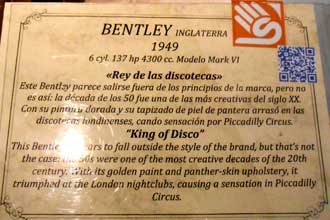 BENTLEY INGLATERRA
1949
6 cyl. 137 hp 4300 cc. Modelo Mark VI
«Rey de las discotecas»
Este Bentlzy parece salirse fuera de los principios de la marca, pero no
es así: la década de los 50 fue una de las más creativas del siglo XX.
Con su pintura dorada y su tapizado de piel de pantera arrasó en las
discotecas londinenses, cando sensación por Piccadilly Circus.
"King of Disco"
This Bentley to fall outside the style of the brand, but that's not
the case: the 50s were one of the most creative decades of the 20th
century. With its golden paint and panther-skin upholstery, it
triumphed at the London nightclubs, causing a sensation in Piccadilly
Circus.